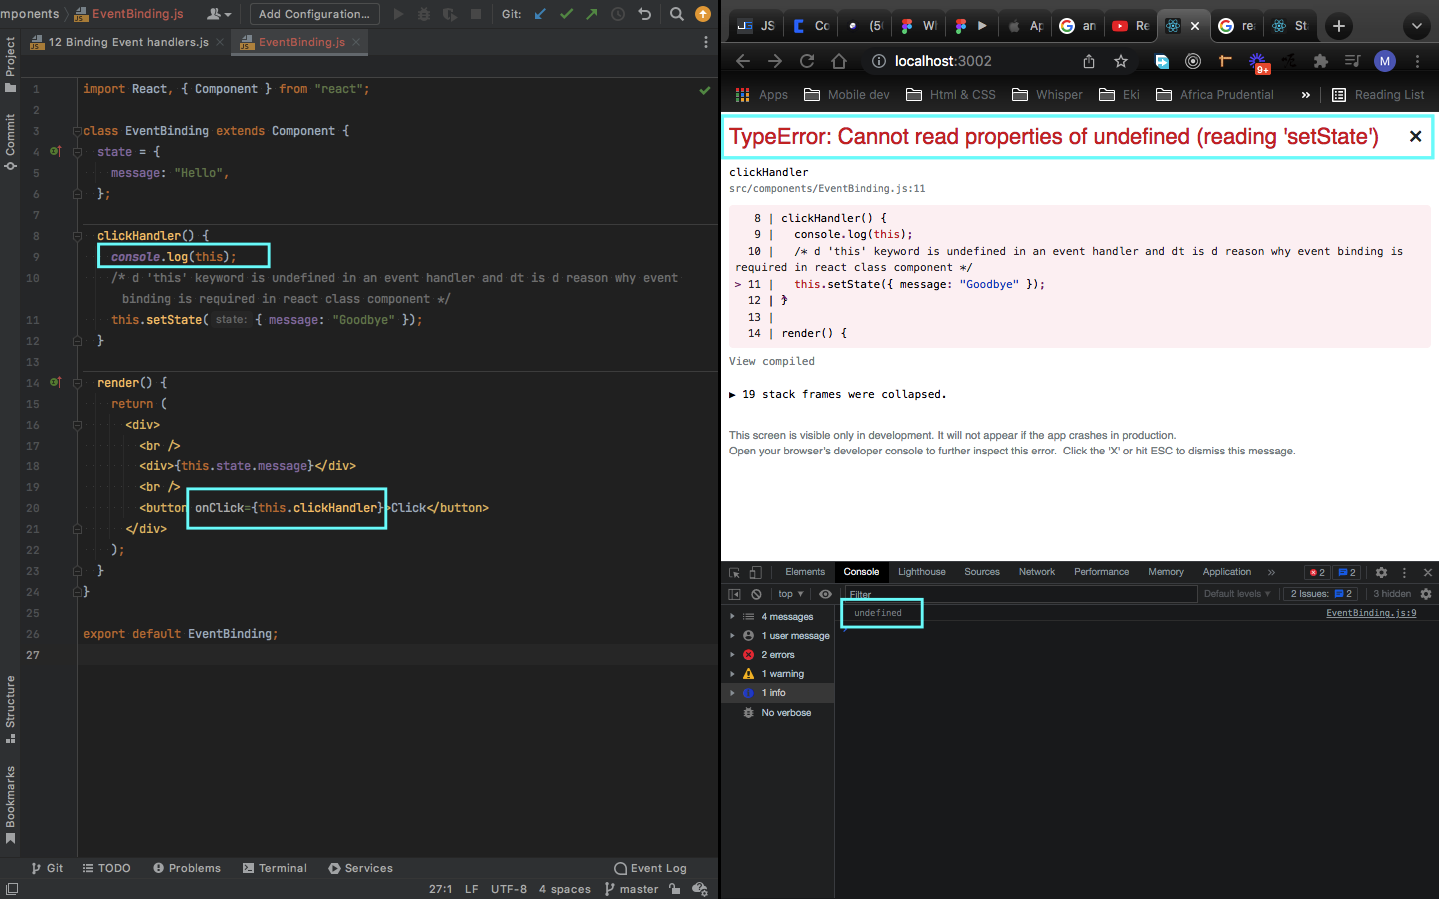 mponents
EventBinding.js
Add Configuration...
Git:
12 Binding Event handlers.js
EventBinding.js
Project
Commit
Structure
Bookmarks
1 import React, { Component } from "react";
2
3 class EventBinding extends Component {
4 state = {
5 message: "Hello",
6 };
7
8 clickHandler() {
9 console.log(this);
10 /* d 'this' keyword is undefined in an event handler and dt is d reason why event
binding is required in react class component */
11 this.setState( state: { message: "Goodbye" });
12 }
13
14 render() {
15 return (
16 <div>
17 <br />
18 <div>{this.state.message}</div>
19 <br />
20 <button onClick={this.clickHandler}>Click</button>
21 </div>
22 );
23 }
24 }
25
26 export default EventBinding;
27
Git
TODO
Problems
Terminal
Services
Event Log
27:1 LF UTF-8 4 spaces master
JS
Co
(5(
Wl
Ap
an
Re
rea
St
localhost:3002
9+
M
Apps
Mobile dev
Html & CSS
Whisper
Eki
Africa Prudential
»
Reading List
TypeError: Cannot read properties of undefined (reading 'setState')
clickHandler
src/components/EventBinding.js:11
8 | clickHandler() {
9 | console.log(this);
10 | /* d 'this' keyword is undefined in an event handler and dt is d reason why event binding is
required in react class component */
> 11 | this.setState({ message: "Goodbye" });
12 | }
13 |
14 | render() {
View compiled
▶ 19 stack frames were collapsed.
This screen is visible only in development. It will not appear if the app crashes in production.
Open your browser's developer console to further inspect this error. Click the 'X' or hit ESC to dismiss this message.
Elements
Console
Lighthouse
Sources
Network
Performance
Memory
Application
»
2
2
top
Filter
Default levels
2 Issues: 2
3 hidden
4 messages
1 user message
2 errors
1 warning
1 info
No verbose
undefined
EventBinding.js:9